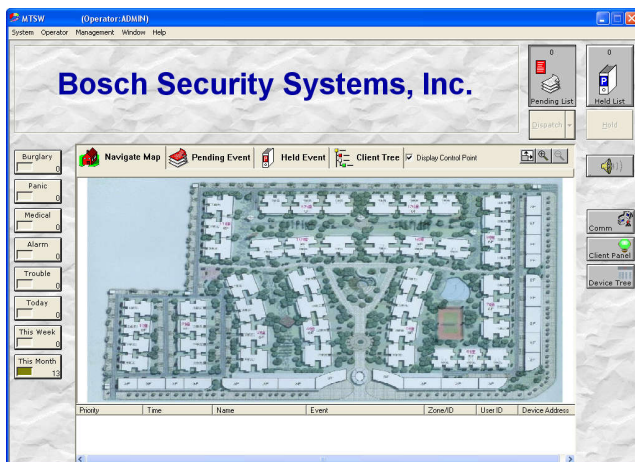 MTSW (Operator:ADMIN)
System Operator Management Window Help
Bosch Security Systems, Inc.
0
Pending List
0
Held List
Dispatch
Hold
Burglary
0
Panic
0
Medical
0
Alarm
0
Trouble
0
Today
0
This Week
0
This Month
13
Navigate Map Pending Event Held Event Client Tree Display Control Point
Comm
Client Panel
Device Tree
Priority Time Name Event Zone/ID User ID Device Address